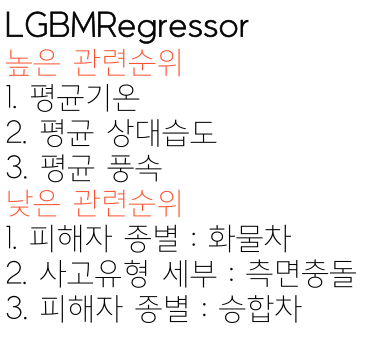 LGBMRegressor
높은 관련순위
1. 평균기온
2. 평균 상대습도
3. 평균 풍속
낮은 관련순위
1. 피해자 종별 : 화물차
2. 사고유형 세부 : 측면충돌
3. 피해자 종별 : 승합차